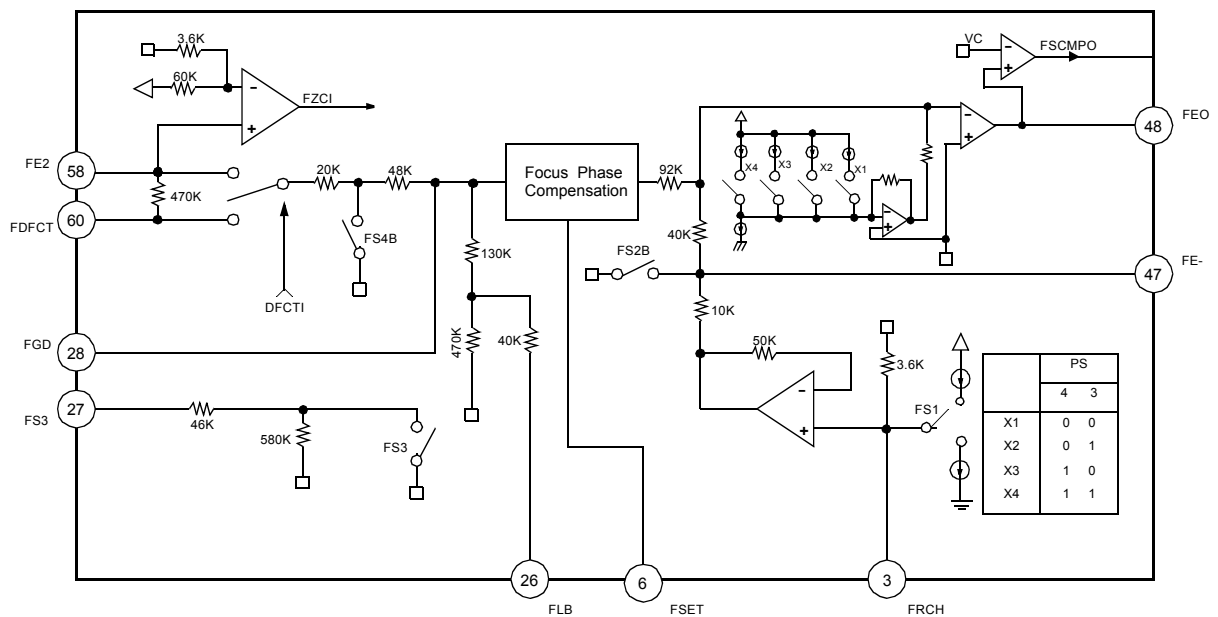 3.6K
60K
FZCI
VC
FSCMPO
FE2
58
470K
FDFCT
60
20K
48K
FS4B
DFCTI
Focus Phase
Compensation
92K
X4
X3
X2
X1
48
FEO
40K
FS2B
47
FE-
130K
10K
470K
40K
FGD
28
50K
3.6K
FS1
PS
4 3
X1 0 0
X2 0 1
X3 1 0
X4 1 1
27
FS3
46K
580K
FS3
26
FLB
6
FSET
3
FRCH